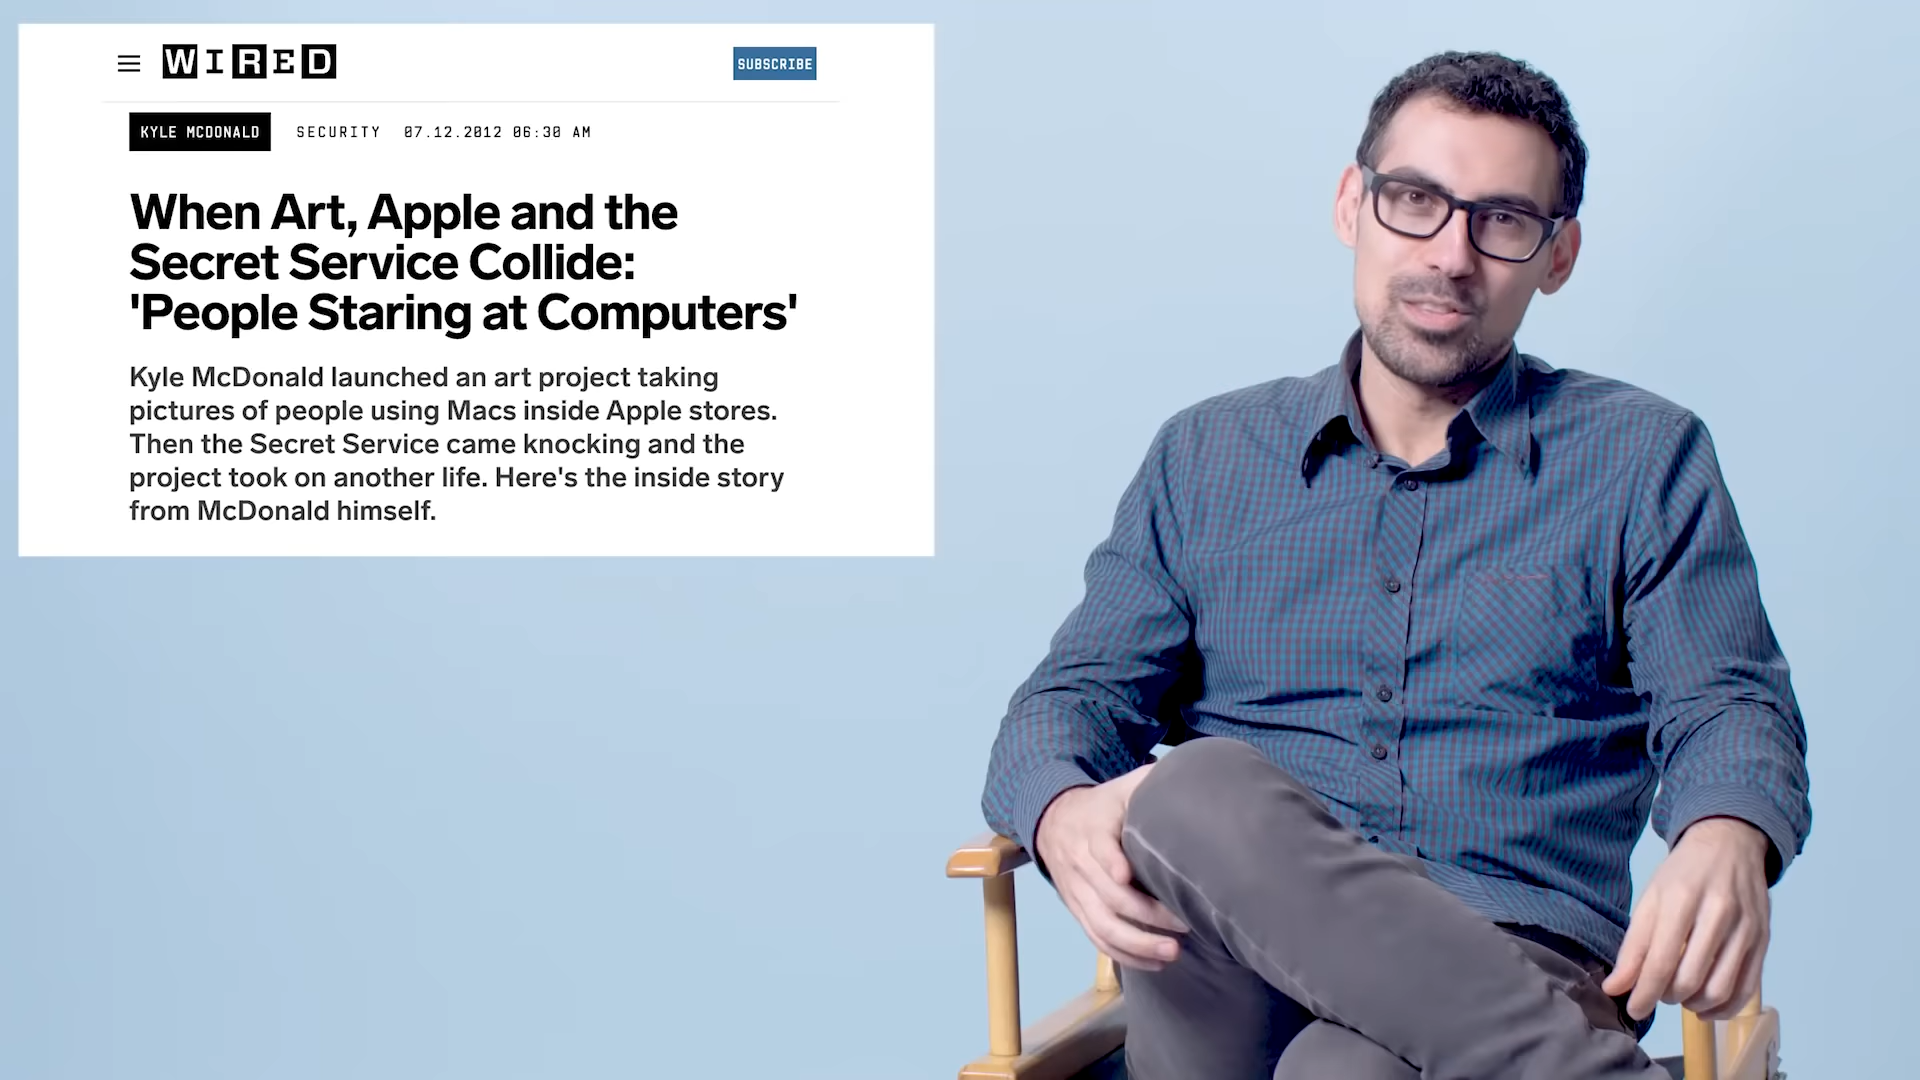 WIRED
SUBSCRIBE
KYLE MCDONALD SECURITY 07.12.2012 06:30 AM
When Art, Apple and the
Secret Service Collide:
'People Staring at Computers'
Kyle McDonald launched an art project taking
pictures of people using Macs inside Apple stores.
Then the Secret Service came knocking and the
project took on another life. Here's the inside story
from McDonald himself.